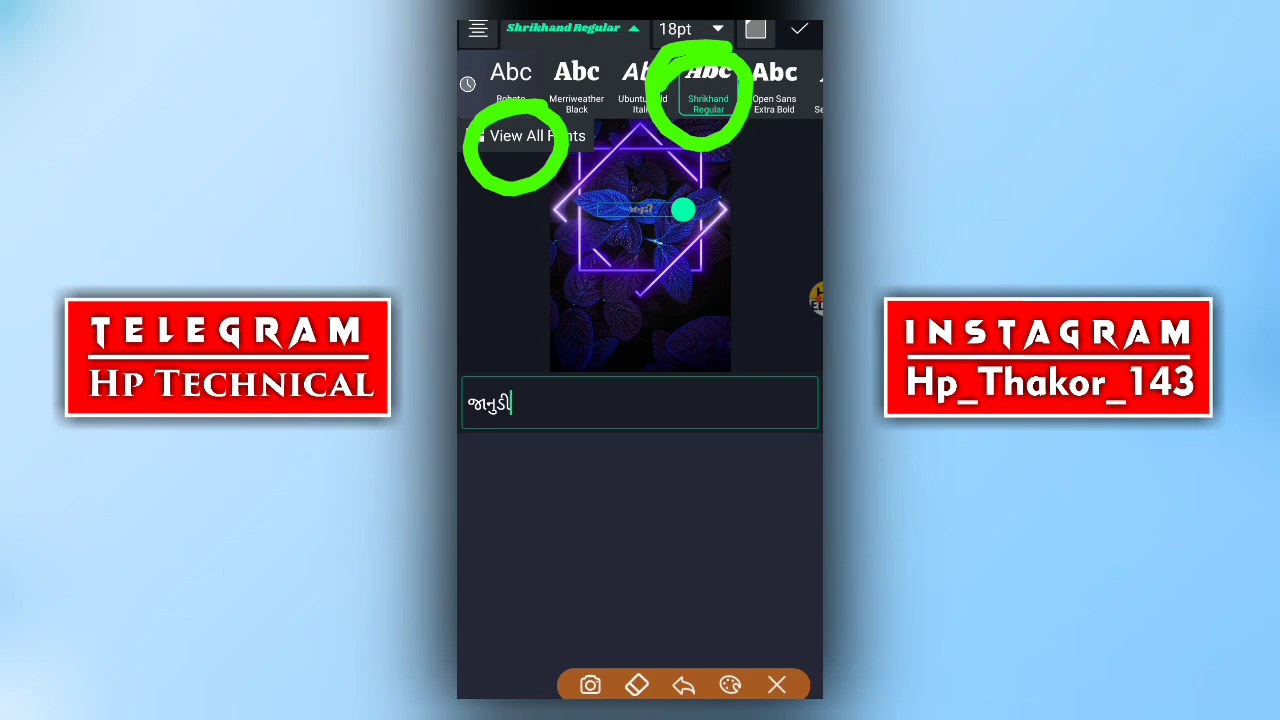 Shrikhand Regular
18pt
Abc
Roboto
Abc
Merriweather
Black
Abc
Shrikhand
Regular
Abc
Open Sans
Extra Bold
View All Fonts
જાનુડી
TELEGRAM
HP TECHNICAL
INSTAGRAM
Hp_Thakor_143